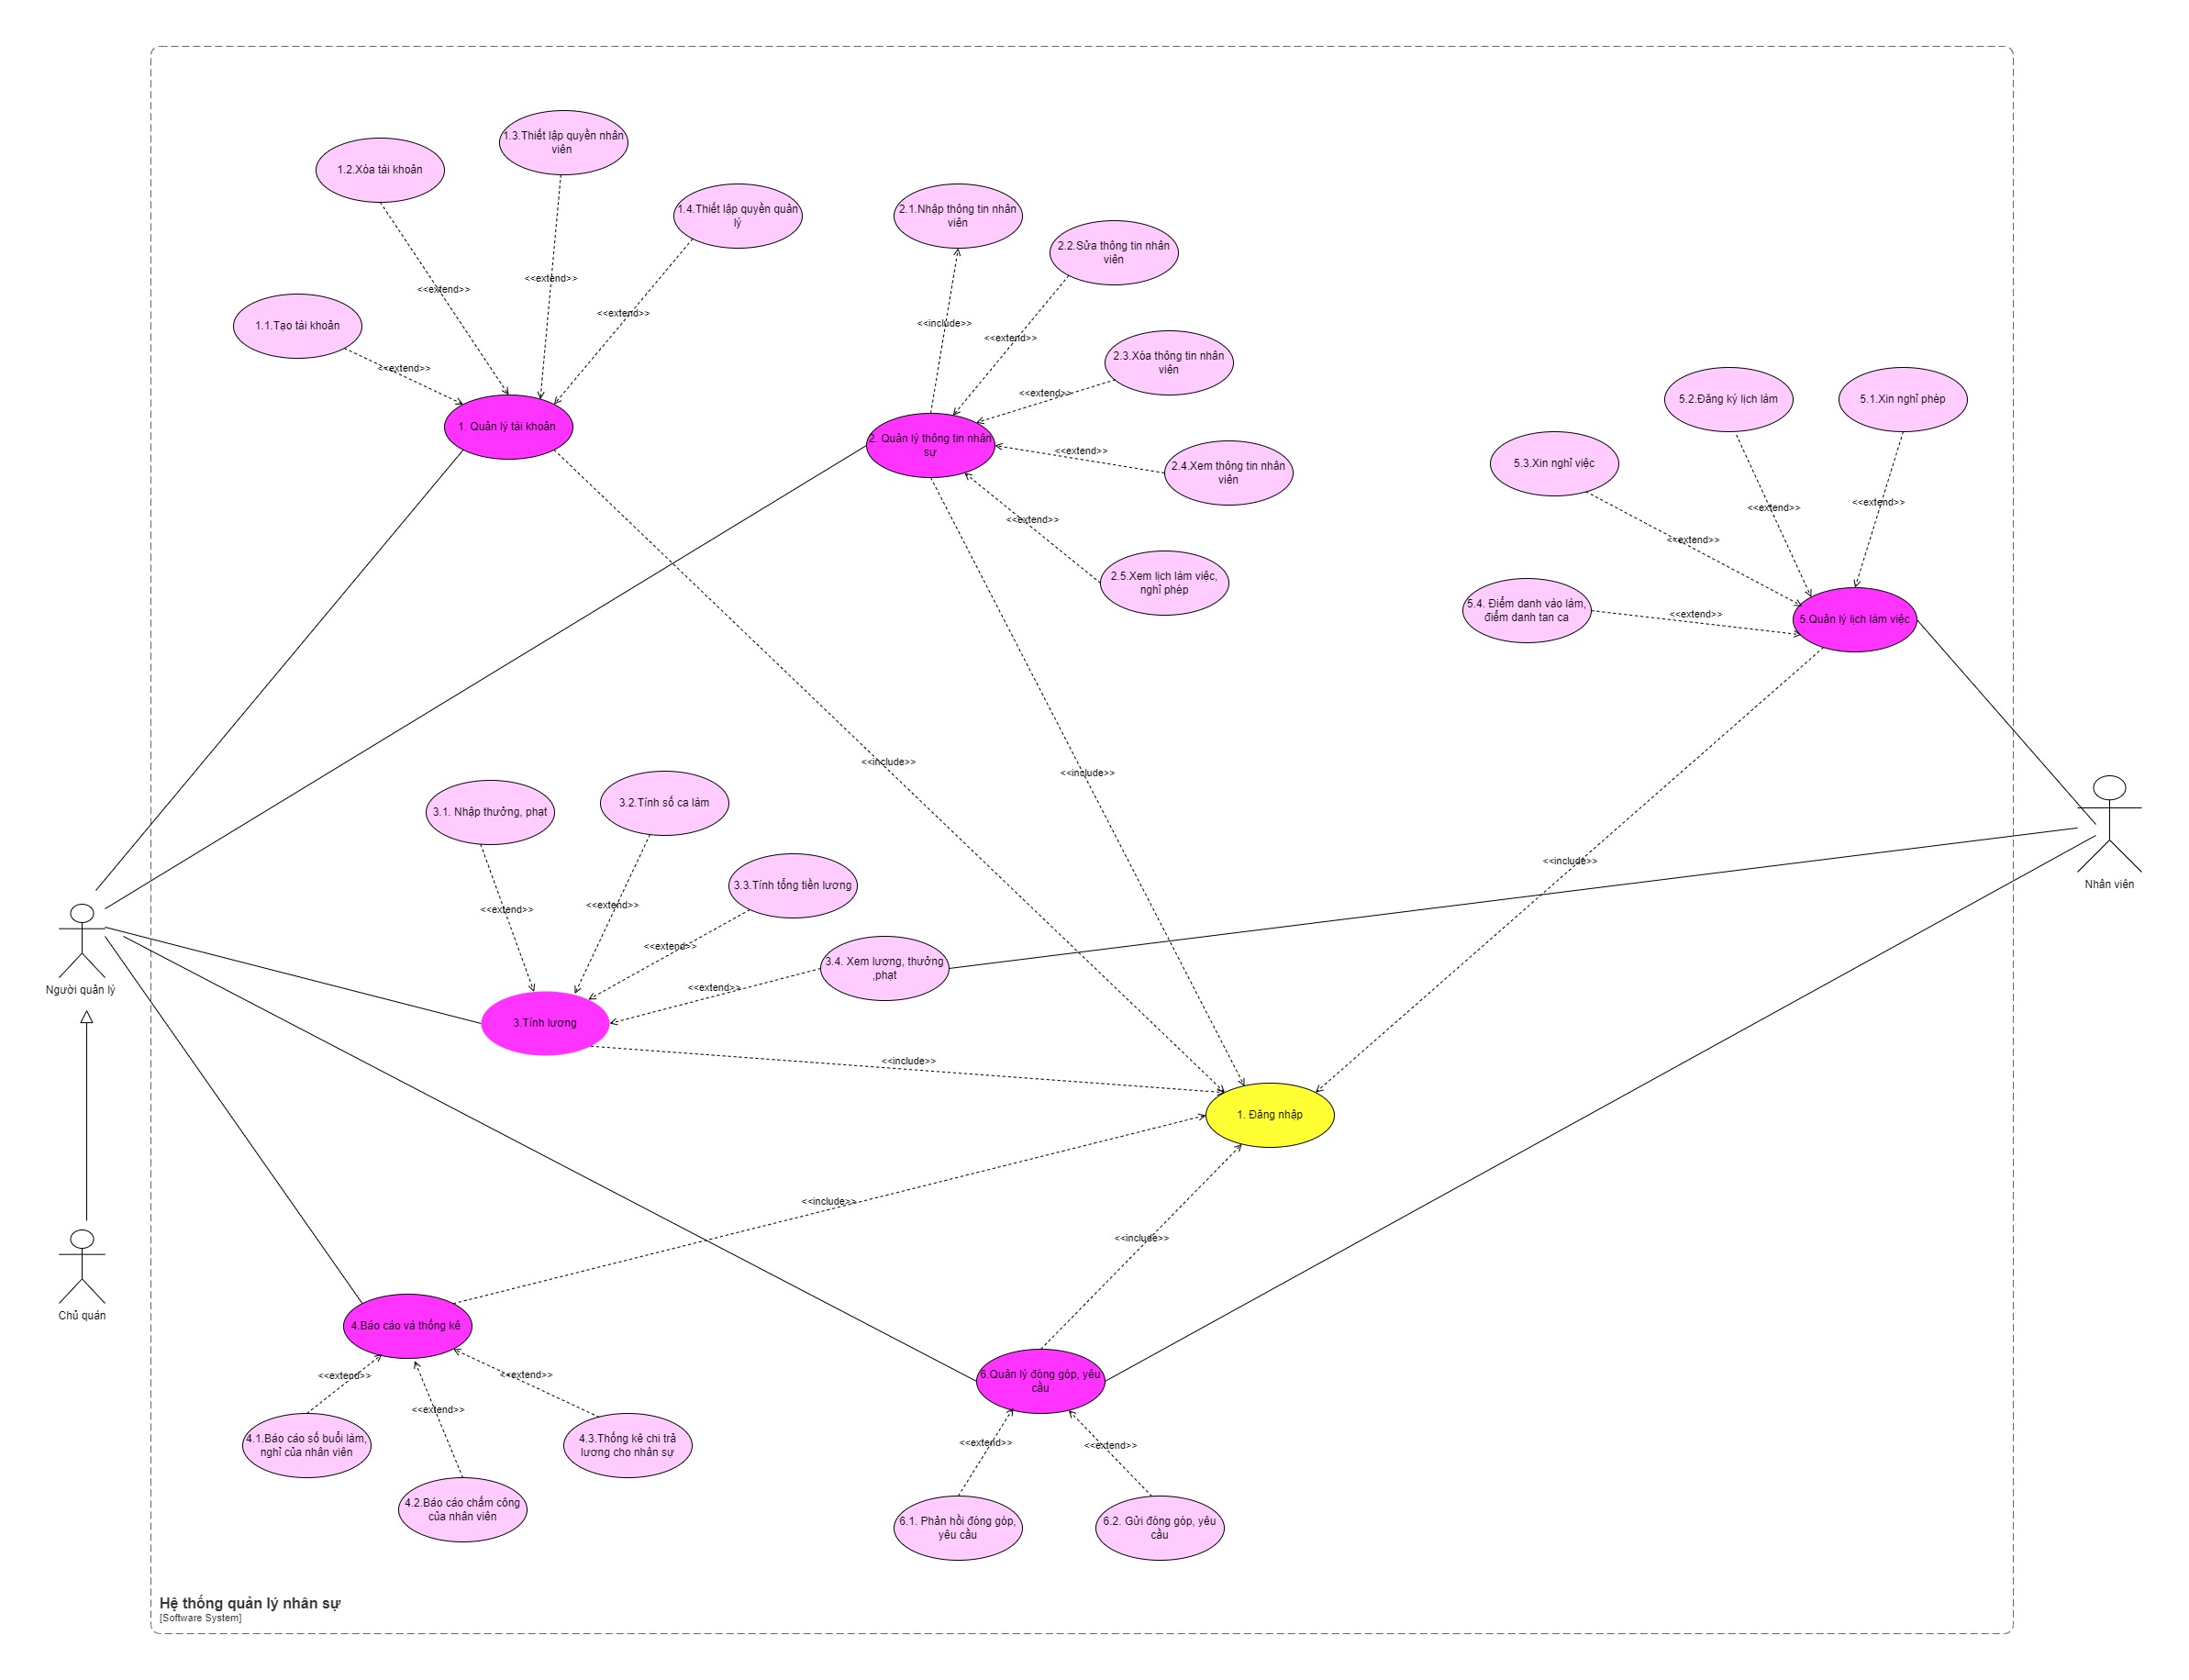 1.3.Thiết lập quyền nhân
viên
1.2.Xóa tài khoản
1.4.Thiết lập quyền quản
lý
2.1.Nhập thông tin nhân
viên
2.2.Sửa thông tin nhân
viên
<<extend>>
<<extend>>
<<extend>>
1.1.Tạo tài khoản
<<include>>
<<extend>>
2.3.Xóa thông tin nhân
viên
<<extend>>
<<extend>>
5.2.Đăng ký lịch làm
5.1.Xin nghỉ phép
1. Quản lý tài khoản
2. Quản lý thông tin nhân
sự
<<extend>>
2.4.Xem thông tin nhân
viên
5.3.Xin nghỉ việc
<<extend>>
<<extend>>
<<extend>>
<<extend>>
2.5.Xem lịch làm việc,
nghỉ phép
5.4. Điểm danh vào làm,
điểm danh tan ca
<<extend>>
5.Quản lý lịch làm việc
<<include>>
<<include>>
3.1. Nhập thưởng, phạt
3.2.Tính số ca làm
<<include>>
3.3.Tính tổng tiền lương
Nhân viên
<<extend>>
<<extend>>
<<extend>>
3.4. Xem lương, thưởng
,phạt
<<extend>>
Người quản lý
3.Tính lương
<<include>>
1. Đăng nhập
<<include>>
<<include>>
Chủ quán
4.Báo cáo và thống kê
<<extend>>
<<extend>>
<<extend>>
6.Quản lý đóng góp, yêu
cầu
4.1.Báo cáo số buổi làm,
nghỉ của nhân viên
4.3.Thống kê chi trả
lương cho nhân sự
<<extend>>
<<extend>>
4.2.Báo cáo chấm công
của nhân viên
6.1. Phản hồi đóng góp,
yêu cầu
6.2. Gửi đóng góp, yêu
cầu
Hệ thống quản lý nhân sự
[Software System]